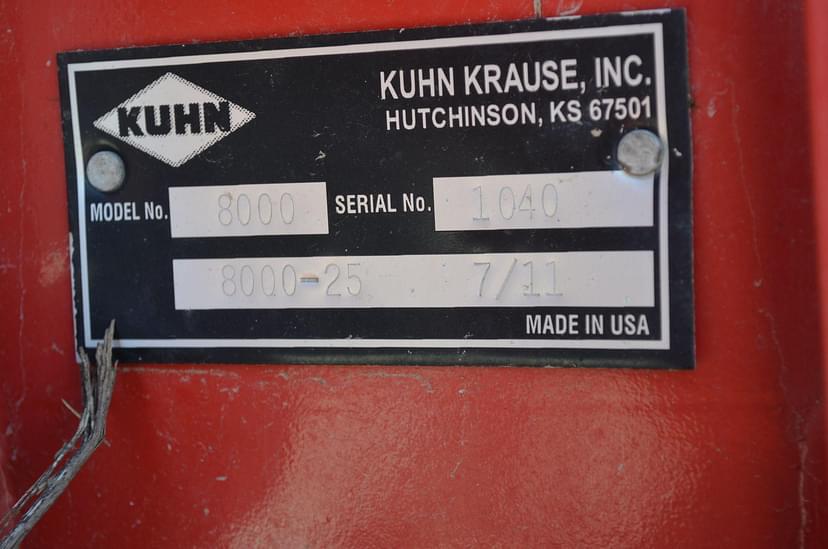 KUHN
KUHN KRAUSE, INC.
HUTCHINSON, KS 67501
MODEL No. 8000 SERIAL No. 1040
8000-25 7/11
MADE IN USA